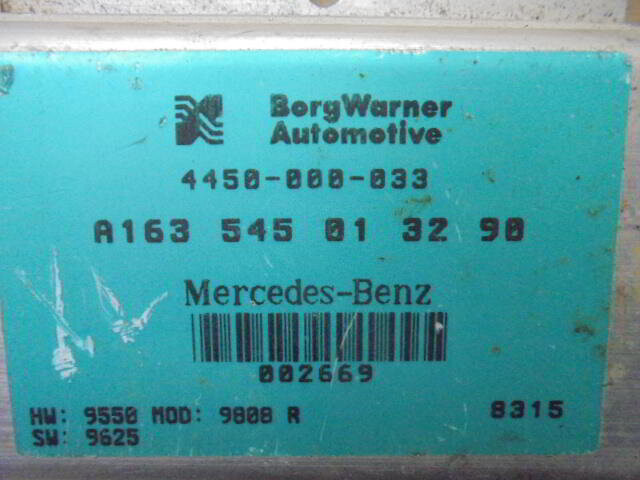 BorgWarner
Automotive
4450-000-033
A163 545 01 32 90
Mercedes-Benz
002669
HW: 9550 MOD: 9808 R 8315
SW: 9625